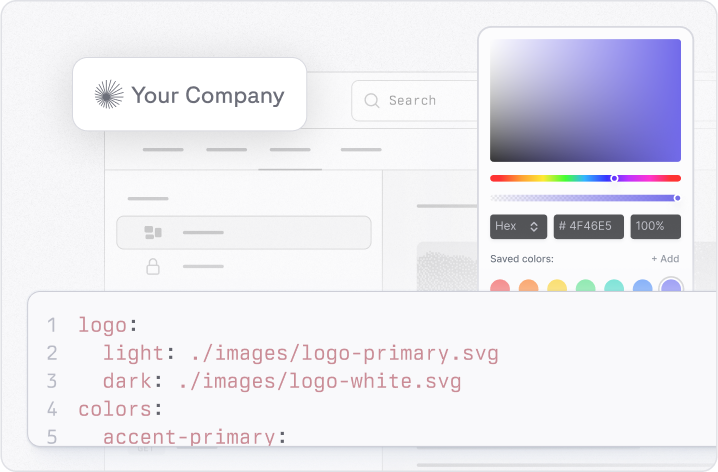 Your Company
Search
Hex
# 4F46E5
100%
Saved colors:
+ Add
1 logo:
2   light: ./images/logo-primary.svg
3   dark: ./images/logo-white.svg
4 colors:
5   accent-primary:
GET